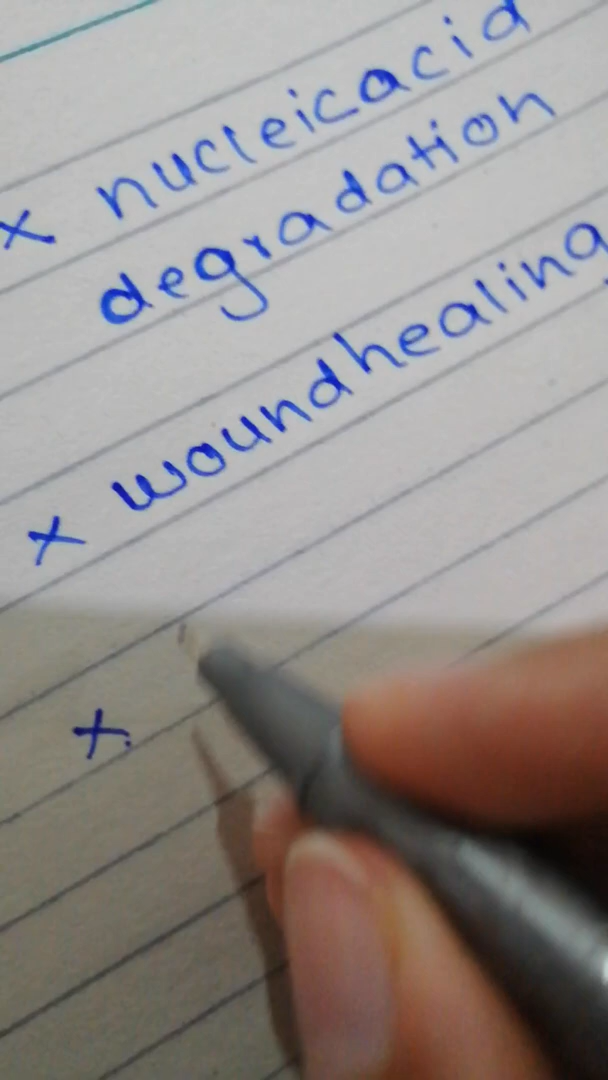 x nucleicacid
degradation
x woundhealing
x